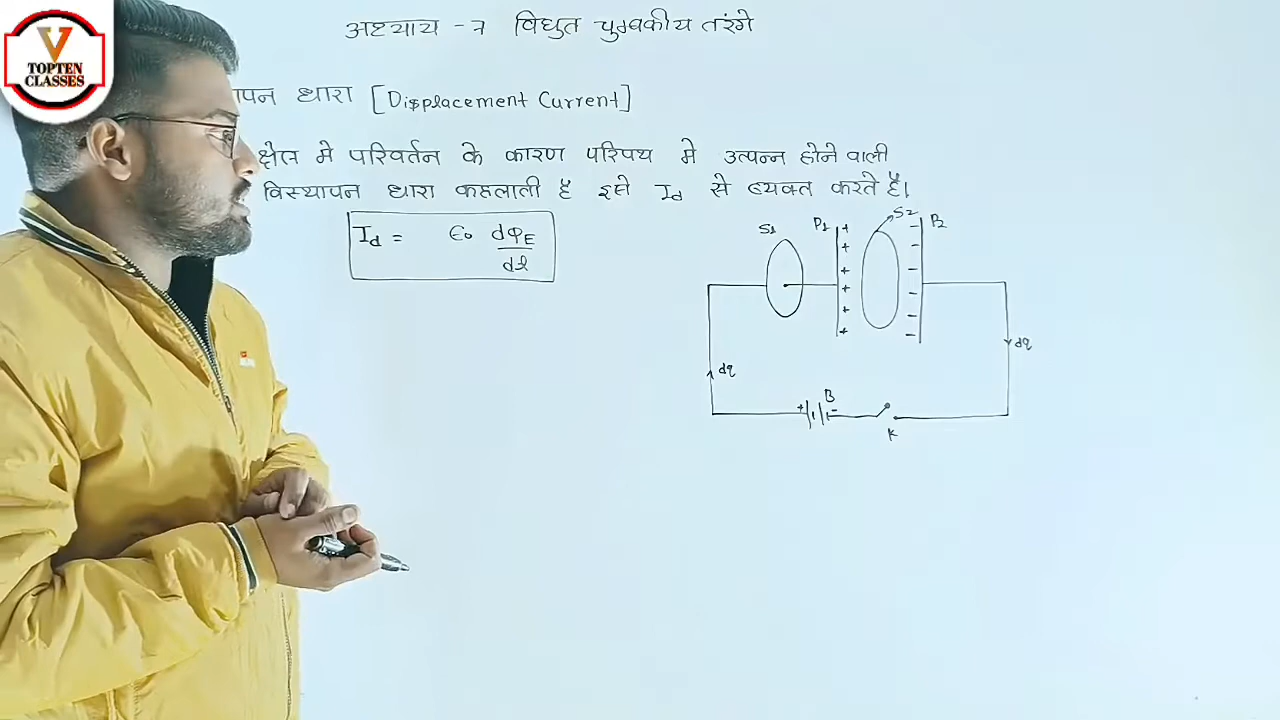 V
TOPTEN
CLASSES
अध्याय - 7 विधुत चुम्बकीय तरंगे
पन धारा [Displacement Current]
क्षेत्र मे परिवर्तन के कारण परिपथ मे उत्पन्न होने वाली
विस्थापन धारा कहलाती है इसे Id से व्यक्त करते है।
Id = ϵ₀ dφE/dt
S1 P1 S2 P2
+ + + + + +
- - - - - -
dq dq
+ B -
K